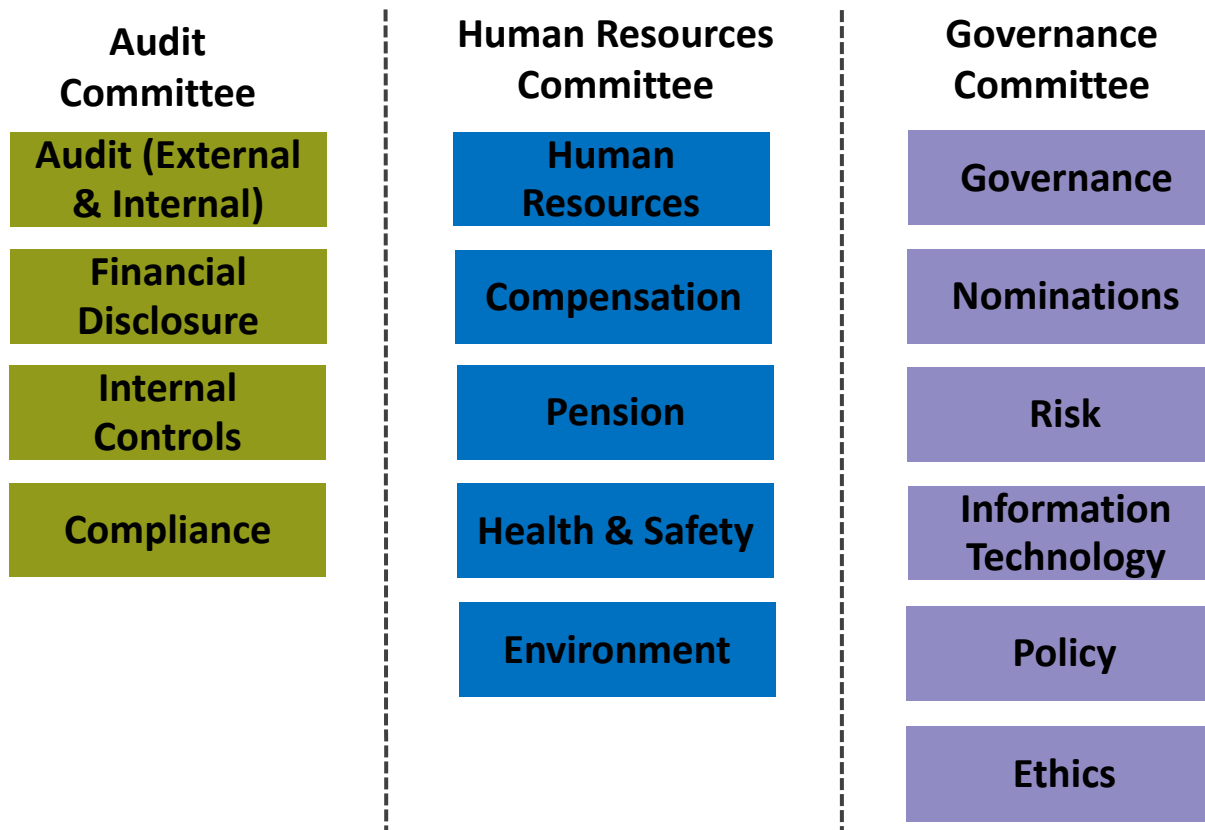 Audit
Committee
Audit (External
& Internal)
Financial
Disclosure
Internal
Controls
Compliance
Human Resources
Committee
Human
Resources
Compensation
Pension
Health & Safety
Environment
Governance
Committee
Governance
Nominations
Risk
Information
Technology
Policy
Ethics